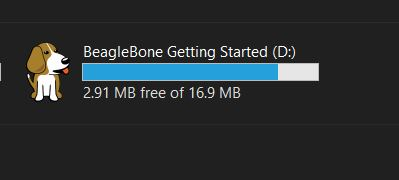 BeagleBone Getting Started (D:)
2.91 MB free of 16.9 MB